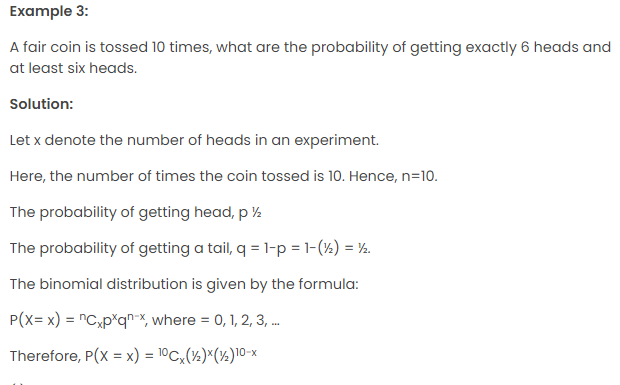 Example 3:
A fair coin is tossed 10 times, what are the probability of getting exactly 6 heads and
at least six heads.
Solution:
Let x denote the number of heads in an experiment.
Here, the number of times the coin tossed is 10. Hence, n=10.
The probability of getting head, p ½
The probability of getting a tail, q = 1-p = 1-(½) = ½.
The binomial distribution is given by the formula:
P(X= x) = ⁿCₓpˣqⁿ⁻ˣ, where = 0, 1, 2, 3, …
Therefore, P(X = x) = ¹⁰Cₓ(½)ˣ(½)¹⁰⁻ˣ